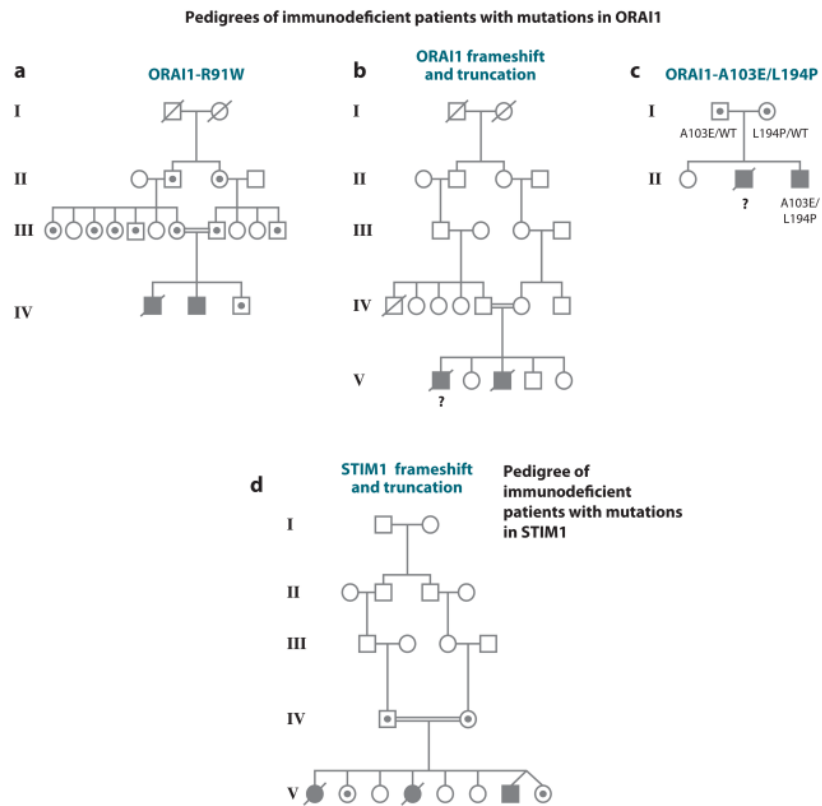 Pedigrees of immunodeficient patients with mutations in ORAI1
a
ORAI1-R91W
I
II
III
IV
b
ORAI1 frameshift
and truncation
I
II
III
IV
V
?
c
ORAI1-A103E/L194P
I
A103E/WT
L194P/WT
II
?
A103E/
L194P
d
STIM1 frameshift
and truncation
Pedigree of
immunodeficient
patients with mutations
in STIM1
I
II
III
IV
V